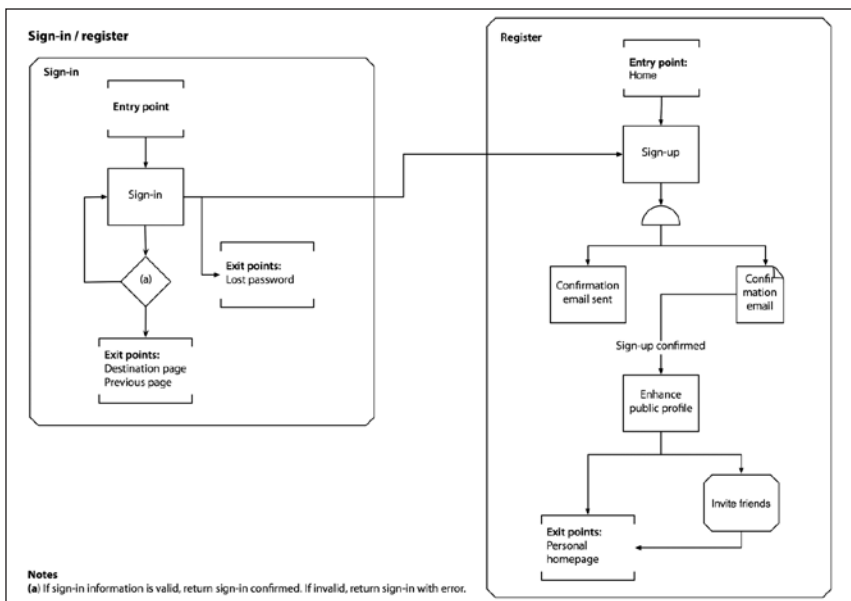 Sign-in / register
Sign-in
Entry point
Sign-in
(a)
Exit points:
Lost password
Exit points:
Destination page
Previous page
Register
Entry point:
Home
Sign-up
Confirmation
email sent
Confir
mation
email
Sign-up confirmed
Enhance
public profile
Invite friends
Exit points:
Personal
homepage
Notes
(a) If sign-in information is valid, return sign-in confirmed. If invalid, return sign-in with error.